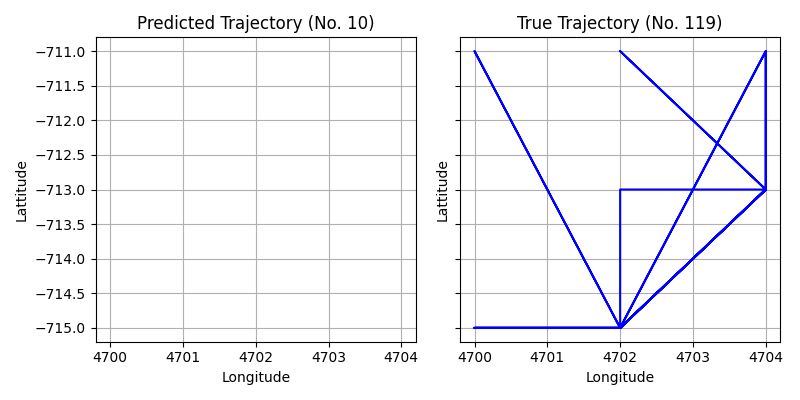 Predicted Trajectory (No. 10)
True Trajectory (No. 119)
−711.0
−711.5
−712.0
−712.5
−713.0
−713.5
−714.0
−714.5
−715.0
Lattitude
Lattitude
4700 4701 4702 4703 4704
4700 4701 4702 4703 4704
Longitude
Longitude